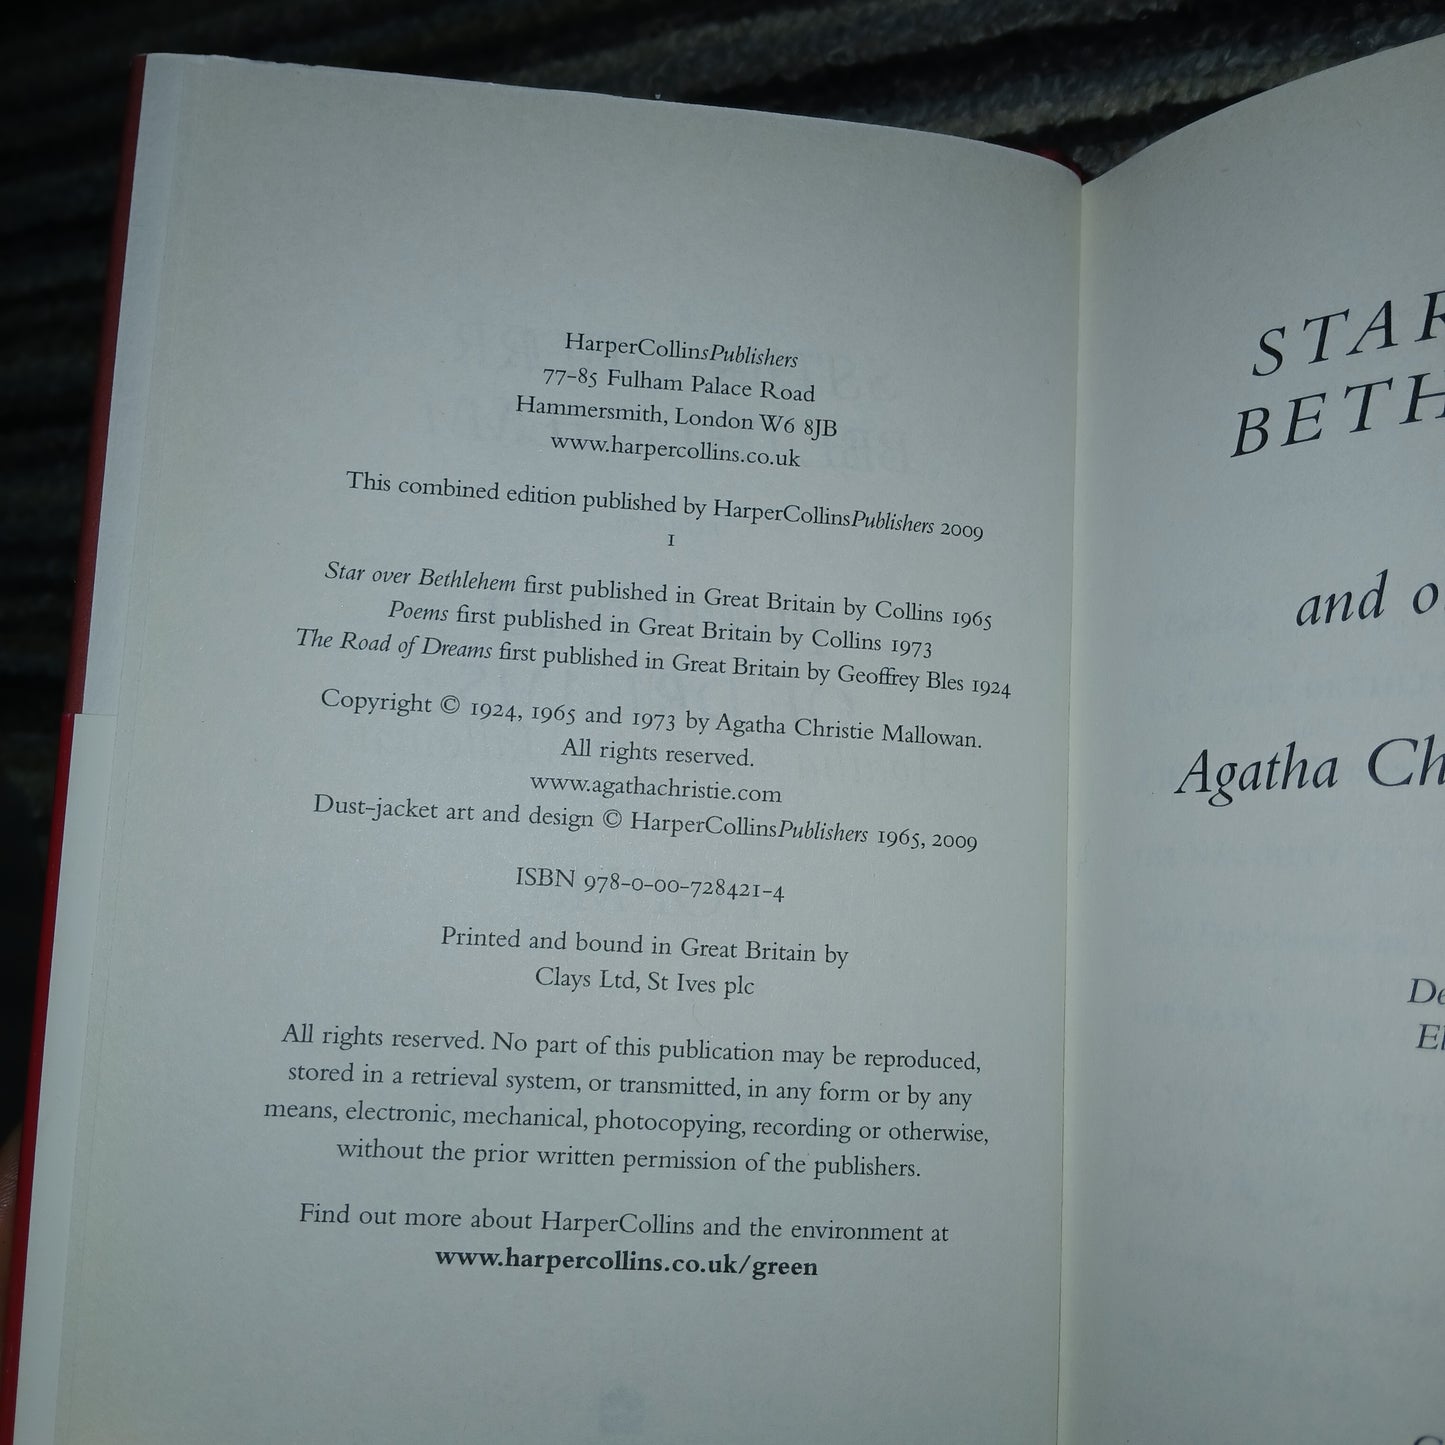 HarperCollinsPublishers
77-85 Fulham Palace Road
Hammersmith, London W6 8JB
www.harpercollins.co.uk
This combined edition published by HarperCollinsPublishers 2009
1
Star over Bethlehem first published in Great Britain by Collins 1965
Poems first published in Great Britain by Collins 1973
The Road of Dreams first published in Great Britain by Geoffrey Bles 1924
Copyright © 1924, 1965 and 1973 by Agatha Christie Mallowan.
All rights reserved.
www.agathachristie.com
Dust-jacket art and design © HarperCollinsPublishers 1965, 2009
ISBN 978-0-00-728421-4
Printed and bound in Great Britain by
Clays Ltd, St Ives plc
All rights reserved. No part of this publication may be reproduced,
stored in a retrieval system, or transmitted, in any form or by any
means, electronic, mechanical, photocopying, recording or otherwise,
without the prior written permission of the publishers.
Find out more about HarperCollins and the environment at
www.harpercollins.co.uk/green
STAR
BETH
and o
Agatha Ch
De
El